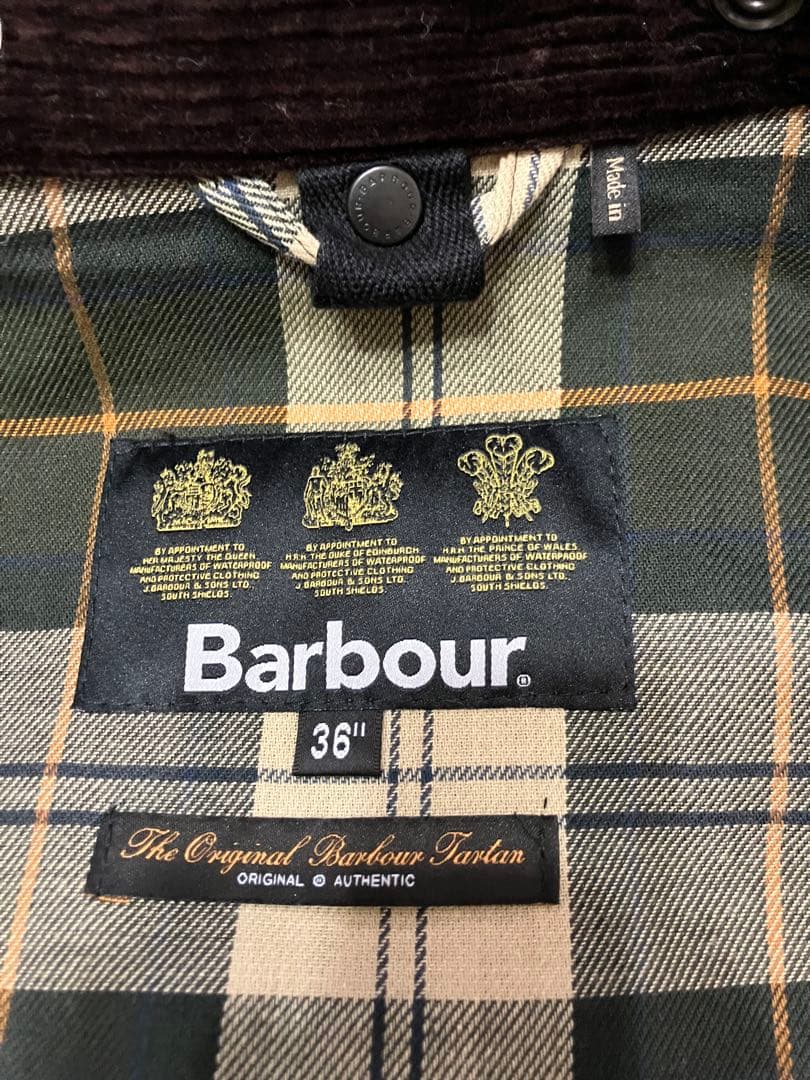 Made in
BY APPOINTMENT TO
HER MAJESTY THE QUEEN
MANUFACTURERS OF WATERPROOF
AND PROTECTIVE CLOTHING
J. BARBOUR & SONS LTD.
SOUTH SHIELDS.
BY APPOINTMENT TO
H.R.H. THE DUKE OF EDINBURGH
MANUFACTURERS OF WATERPROOF
AND PROTECTIVE CLOTHING
J. BARBOUR & SONS LTD.
SOUTH SHIELDS.
BY APPOINTMENT TO
H.R.H. THE PRINCE OF WALES
MANUFACTURERS OF WATERPROOF
AND PROTECTIVE CLOTHING
J. BARBOUR & SONS LTD.
SOUTH SHIELDS.
Barbour®
36"
The Original Barbour Tartan
ORIGINAL @ AUTHENTIC